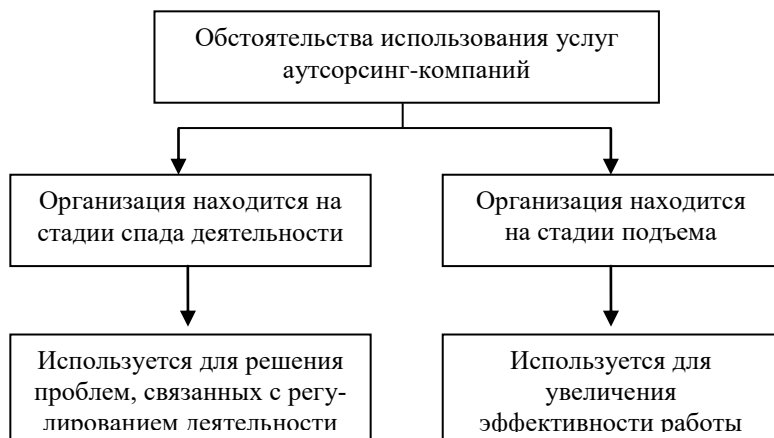 Обстоятельства использования услуг
аутсорсинг-компаний
Организация находится на
стадии спада деятельности
Организация находится
на стадии подъема
Используется для решения
проблем, связанных с регу-
лированием деятельности
Используется для
увеличения
эффективности работы